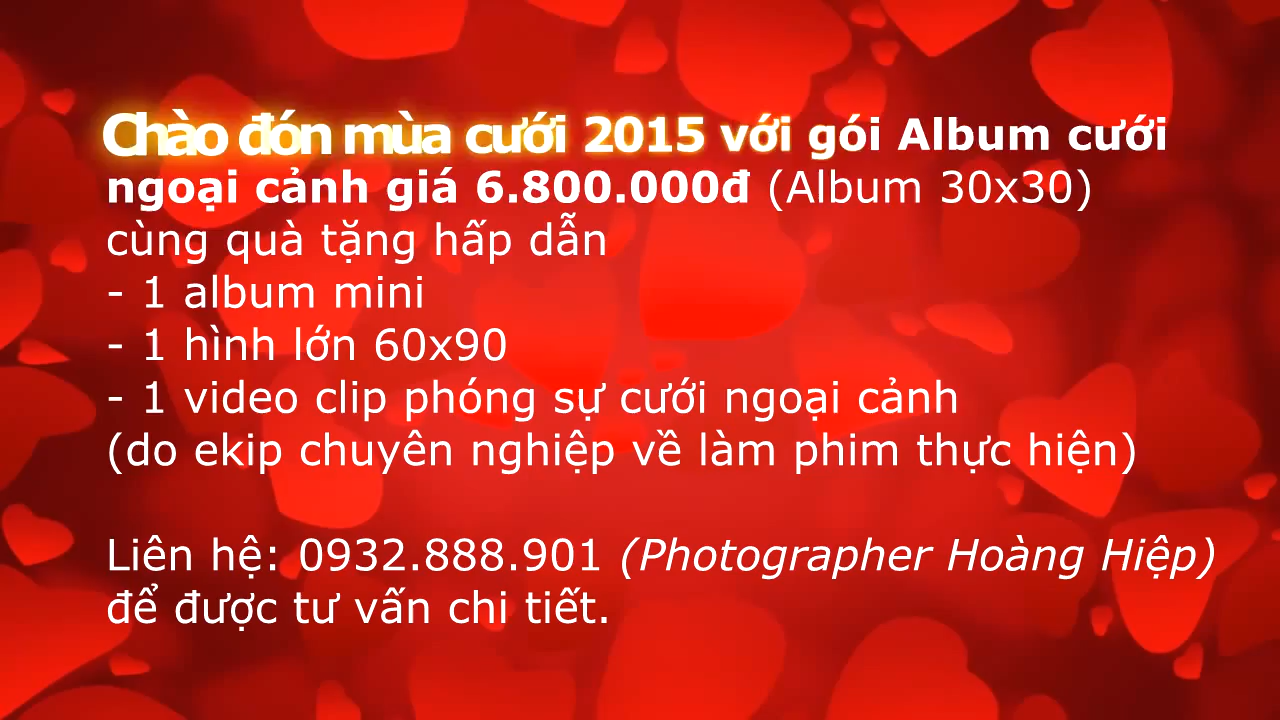 Chào đón mùa cưới 2015 với gói Album cưới
ngoại cảnh giá 6.800.000đ (Album 30x30)
cùng quà tặng hấp dẫn
- 1 album mini
- 1 hình lớn 60x90
- 1 video clip phóng sự cưới ngoại cảnh
(do ekip chuyên nghiệp về làm phim thực hiện)
Liên hệ: 0932.888.901 (Photographer Hoàng Hiệp)
để được tư vấn chi tiết.